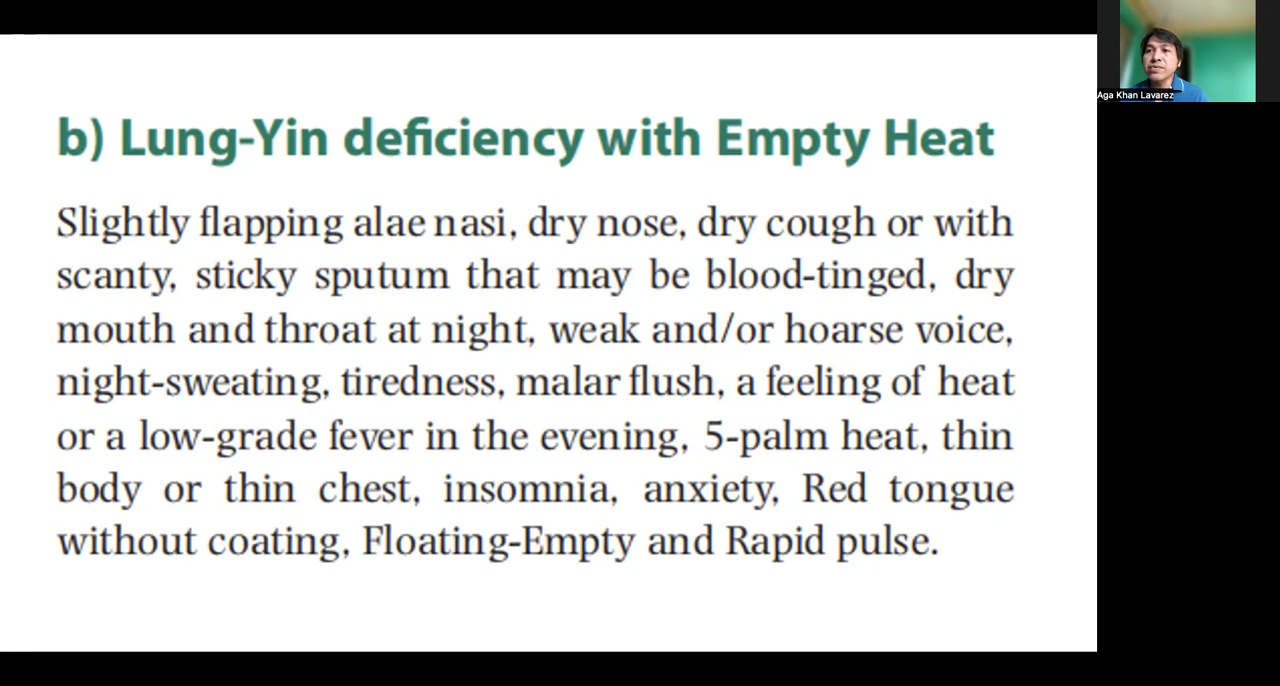 b) Lung-Yin deficiency with Empty Heat
Slightly flapping alae nasi, dry nose, dry cough or with
scanty, sticky sputum that may be blood-tinged, dry
mouth and throat at night, weak and/or hoarse voice,
night-sweating, tiredness, malar flush, a feeling of heat
or a low-grade fever in the evening, 5-palm heat, thin
body or thin chest, insomnia, anxiety, Red tongue
without coating, Floating-Empty and Rapid pulse.
Aga Khan Lavarez